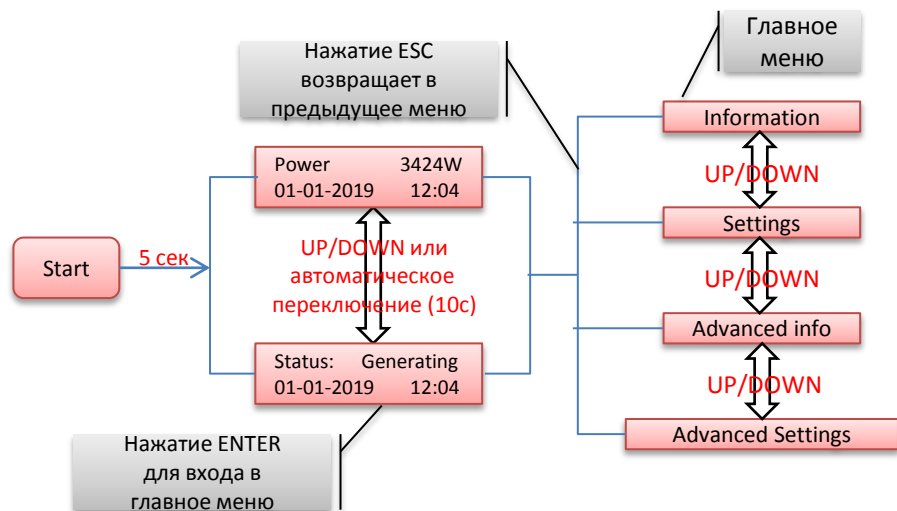 Нажатие ESC
возвращает в
предыдущее меню
Главное
меню
Information
UP/DOWN
Settings
UP/DOWN
Advanced info
UP/DOWN
Advanced Settings
Power 3424W
01-01-2019 12:04
Start
5 сек
UP/DOWN или
автоматическое
переключение (10с)
Status: Generating
01-01-2019 12:04
Нажатие ENTER
для входа в
главное меню